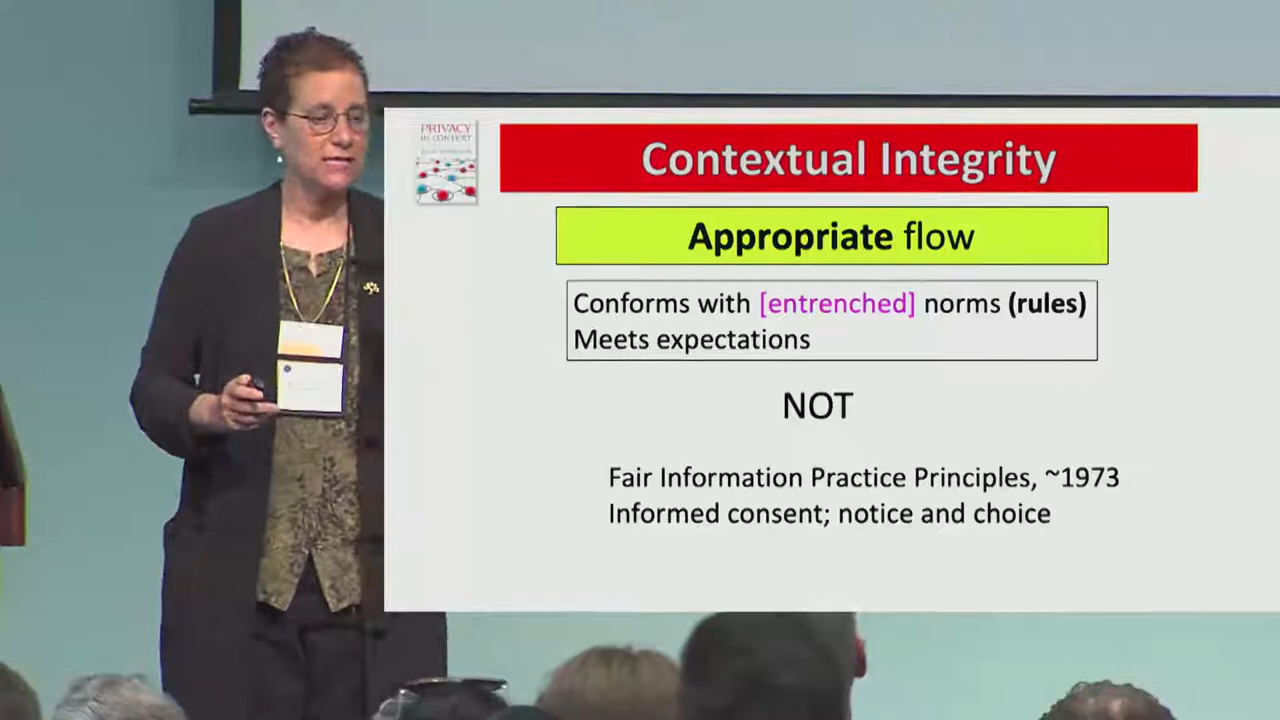 PRIVACY
IN CONTEXT
Contextual Integrity
Appropriate flow
Conforms with [entrenched] norms (rules)
Meets expectations
NOT
Fair Information Practice Principles, ~1973
Informed consent; notice and choice